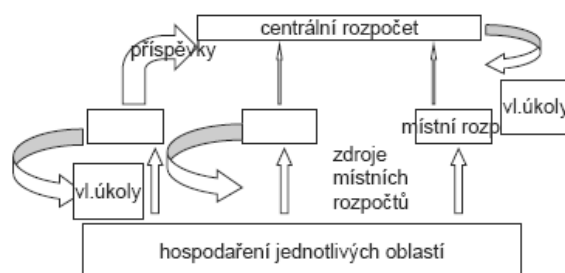 centrální rozpočet
příspěvky
vl.úkoly
místní rozp
zdroje
místních
rozpočtů
vl.úkoly
hospodaření jednotlivých oblastí